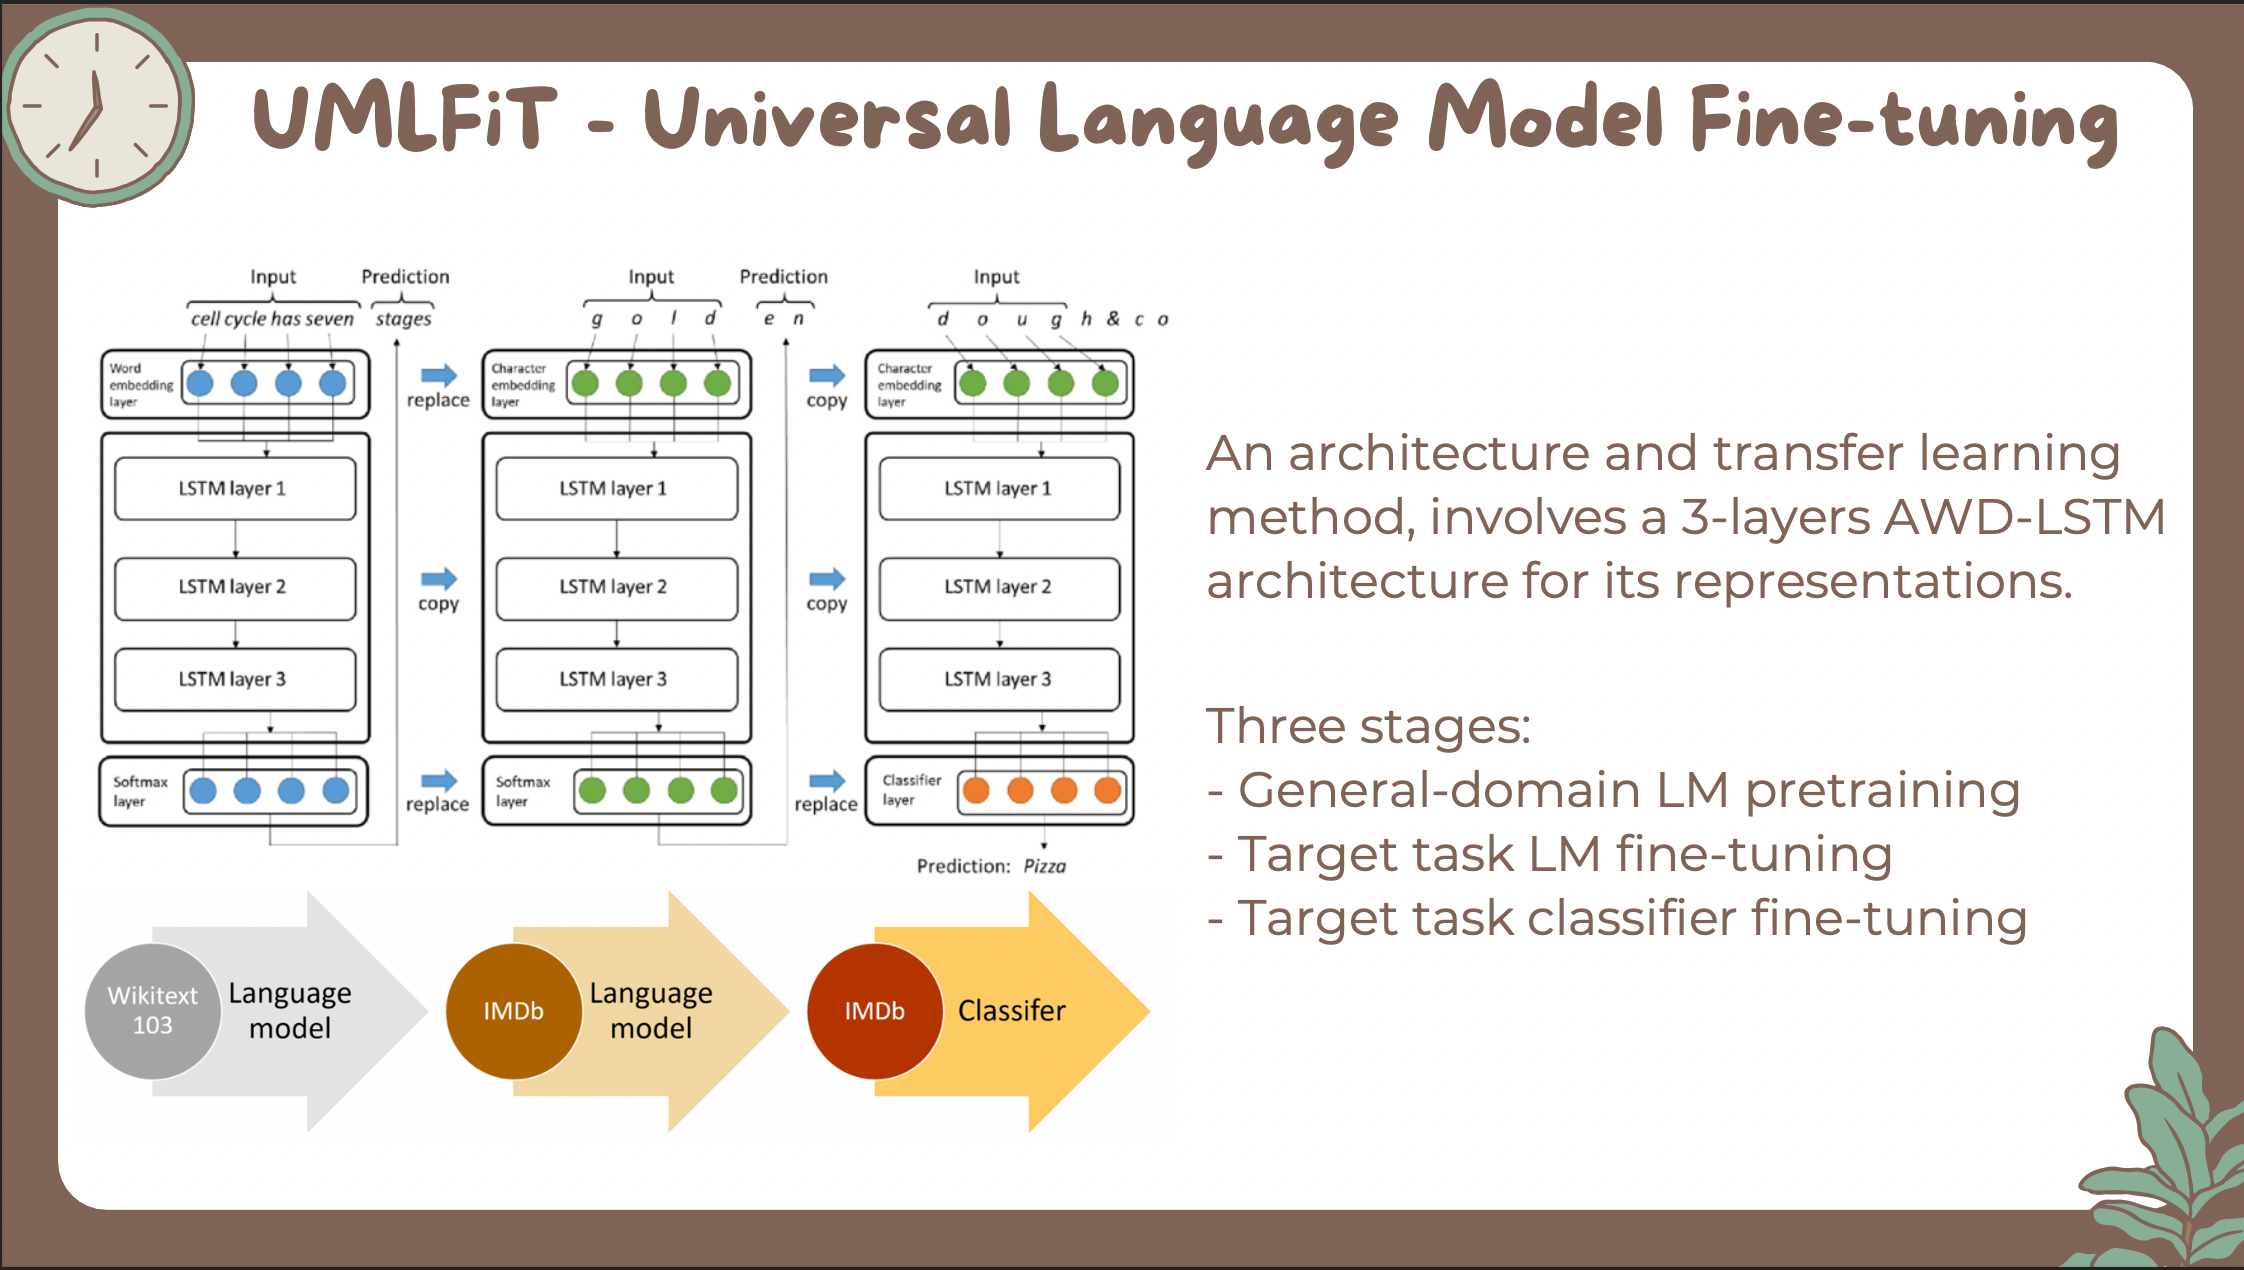 UMLFiT - Universal Language Model Fine-tuning
Input
Prediction
cell cycle has seven
stages
Word
embedding
layer
LSTM layer 1
LSTM layer 2
LSTM layer 3
Softmax
layer
replace
copy
replace
Input
Prediction
g o l d
e n
Character
embedding
layer
LSTM layer 1
LSTM layer 2
LSTM layer 3
Softmax
layer
copy
copy
replace
Input
d o u g h & c o
Character
embedding
layer
LSTM layer 1
LSTM layer 2
LSTM layer 3
Classifier
layer
Prediction: Pizza
Wikitext
103
Language
model
IMDb
Language
model
IMDb
Classifer
An architecture and transfer learning
method, involves a 3-layers AWD-LSTM
architecture for its representations.
Three stages:
- General-domain LM pretraining
- Target task LM fine-tuning
- Target task classifier fine-tuning